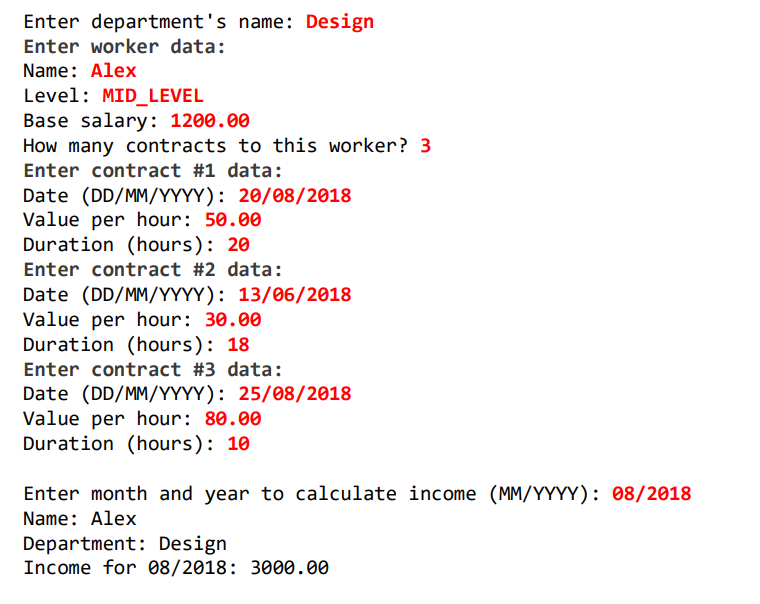 Enter department's name: Design
Enter worker data:
Name: Alex
Level: MID_LEVEL
Base salary: 1200.00
How many contracts to this worker? 3
Enter contract #1 data:
Date (DD/MM/YYYY): 20/08/2018
Value per hour: 50.00
Duration (hours): 20
Enter contract #2 data:
Date (DD/MM/YYYY): 13/06/2018
Value per hour: 30.00
Duration (hours): 18
Enter contract #3 data:
Date (DD/MM/YYYY): 25/08/2018
Value per hour: 80.00
Duration (hours): 10
Enter month and year to calculate income (MM/YYYY): 08/2018
Name: Alex
Department: Design
Income for 08/2018: 3000.00